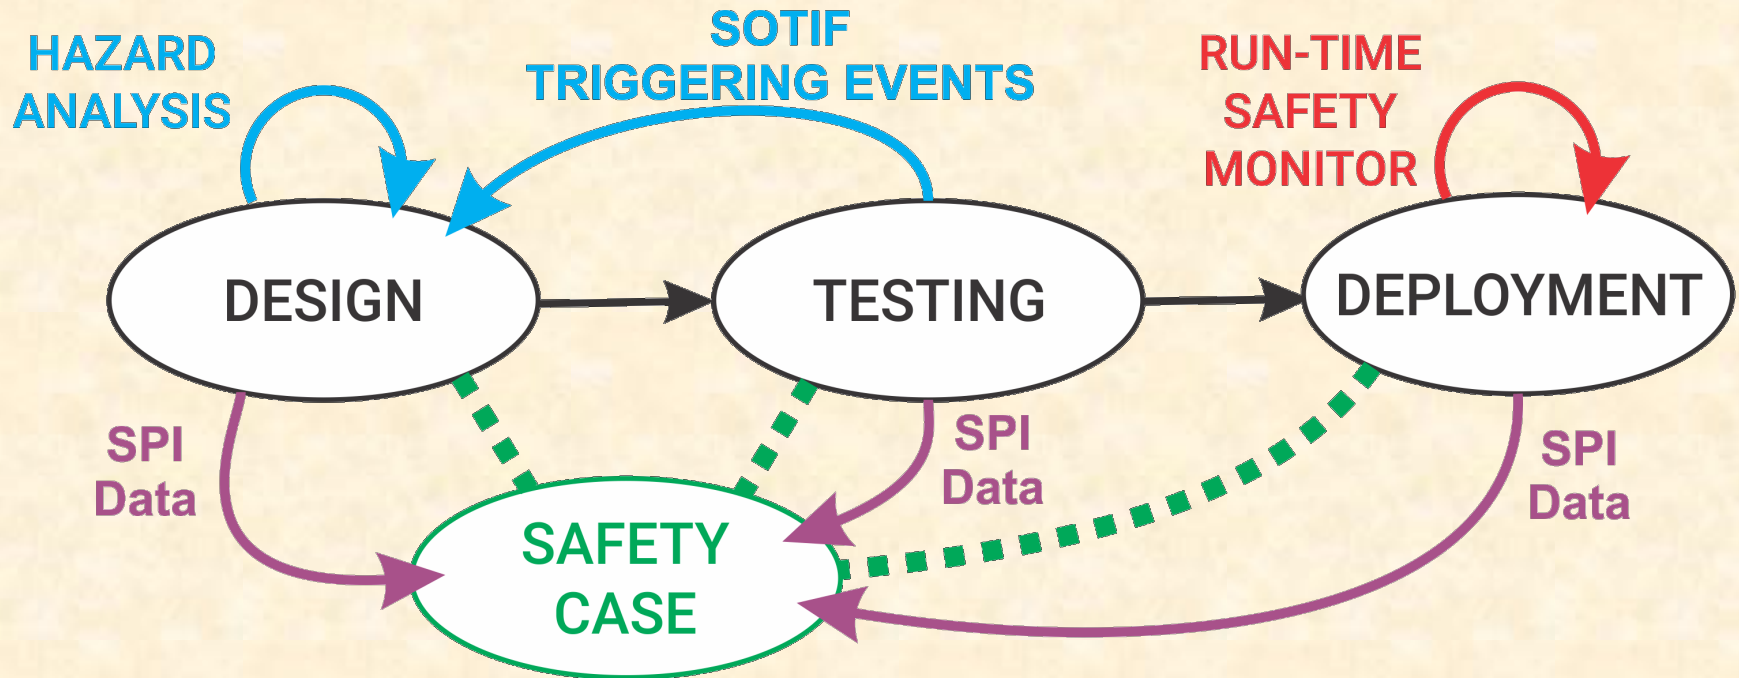 HAZARD
ANALYSIS
SOTIF
TRIGGERING EVENTS
RUN-TIME
SAFETY
MONITOR
DESIGN
TESTING
DEPLOYMENT
SPI
Data
SPI
Data
SPI
Data
SAFETY
CASE